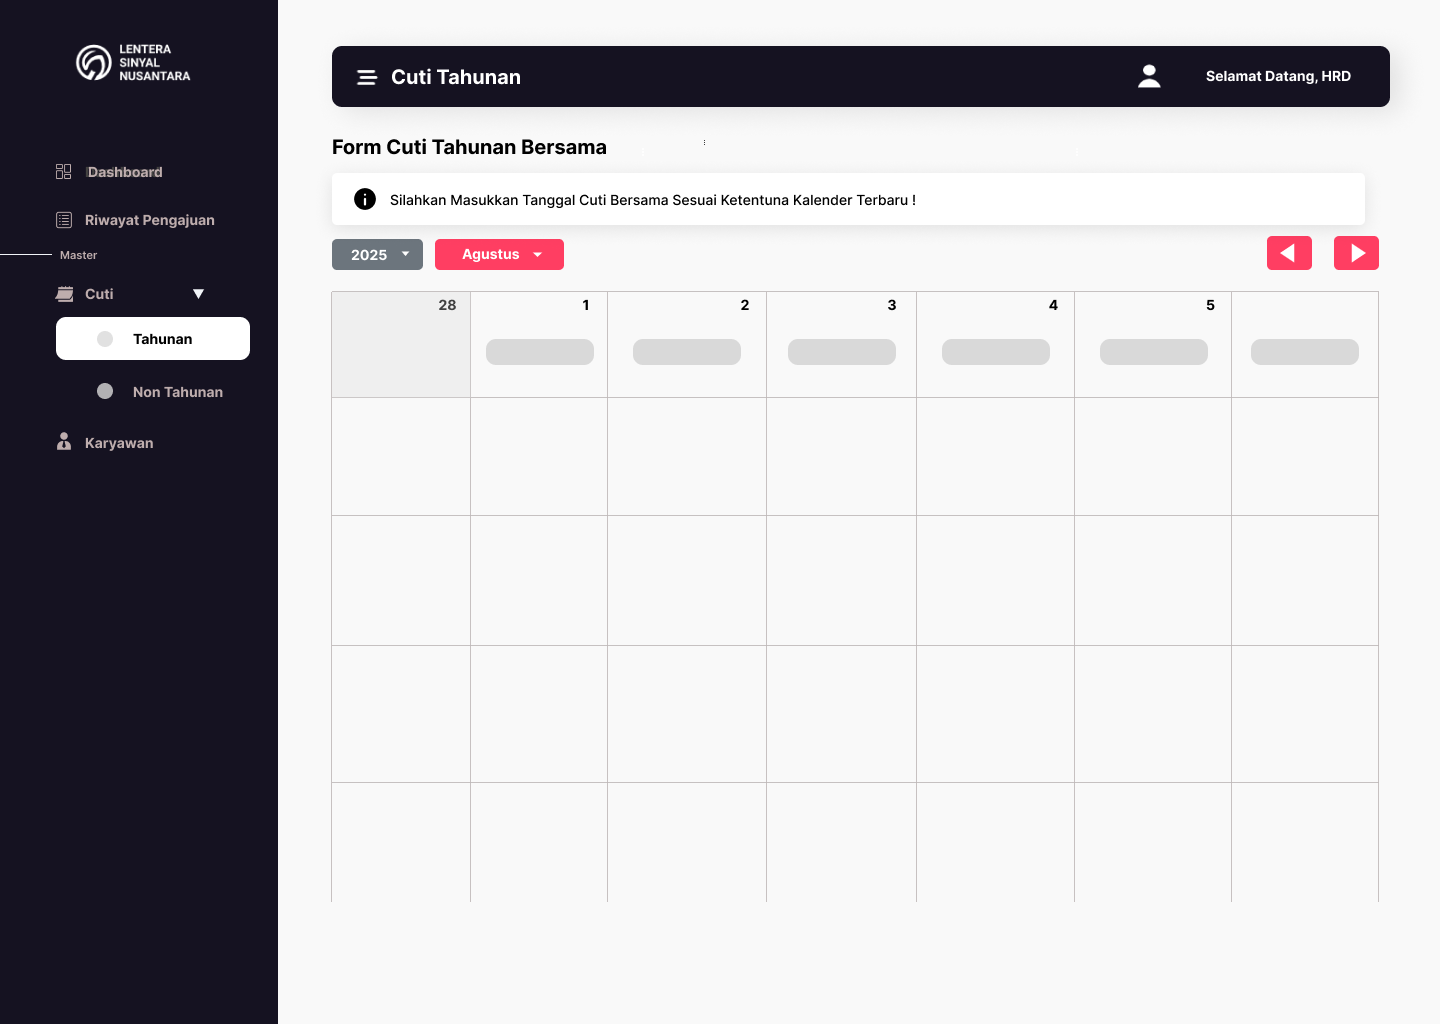 LENTERA
SINYAL
NUSANTARA
Dashboard
Riwayat Pengajuan
Master
Cuti
Tahunan
Non Tahunan
Karyawan
Cuti Tahunan
Selamat Datang, HRD
Form Cuti Tahunan Bersama
Silahkan Masukkan Tanggal Cuti Bersama Sesuai Ketentuna Kalender Terbaru !
2025 Agustus
28 1 2 3 4 5